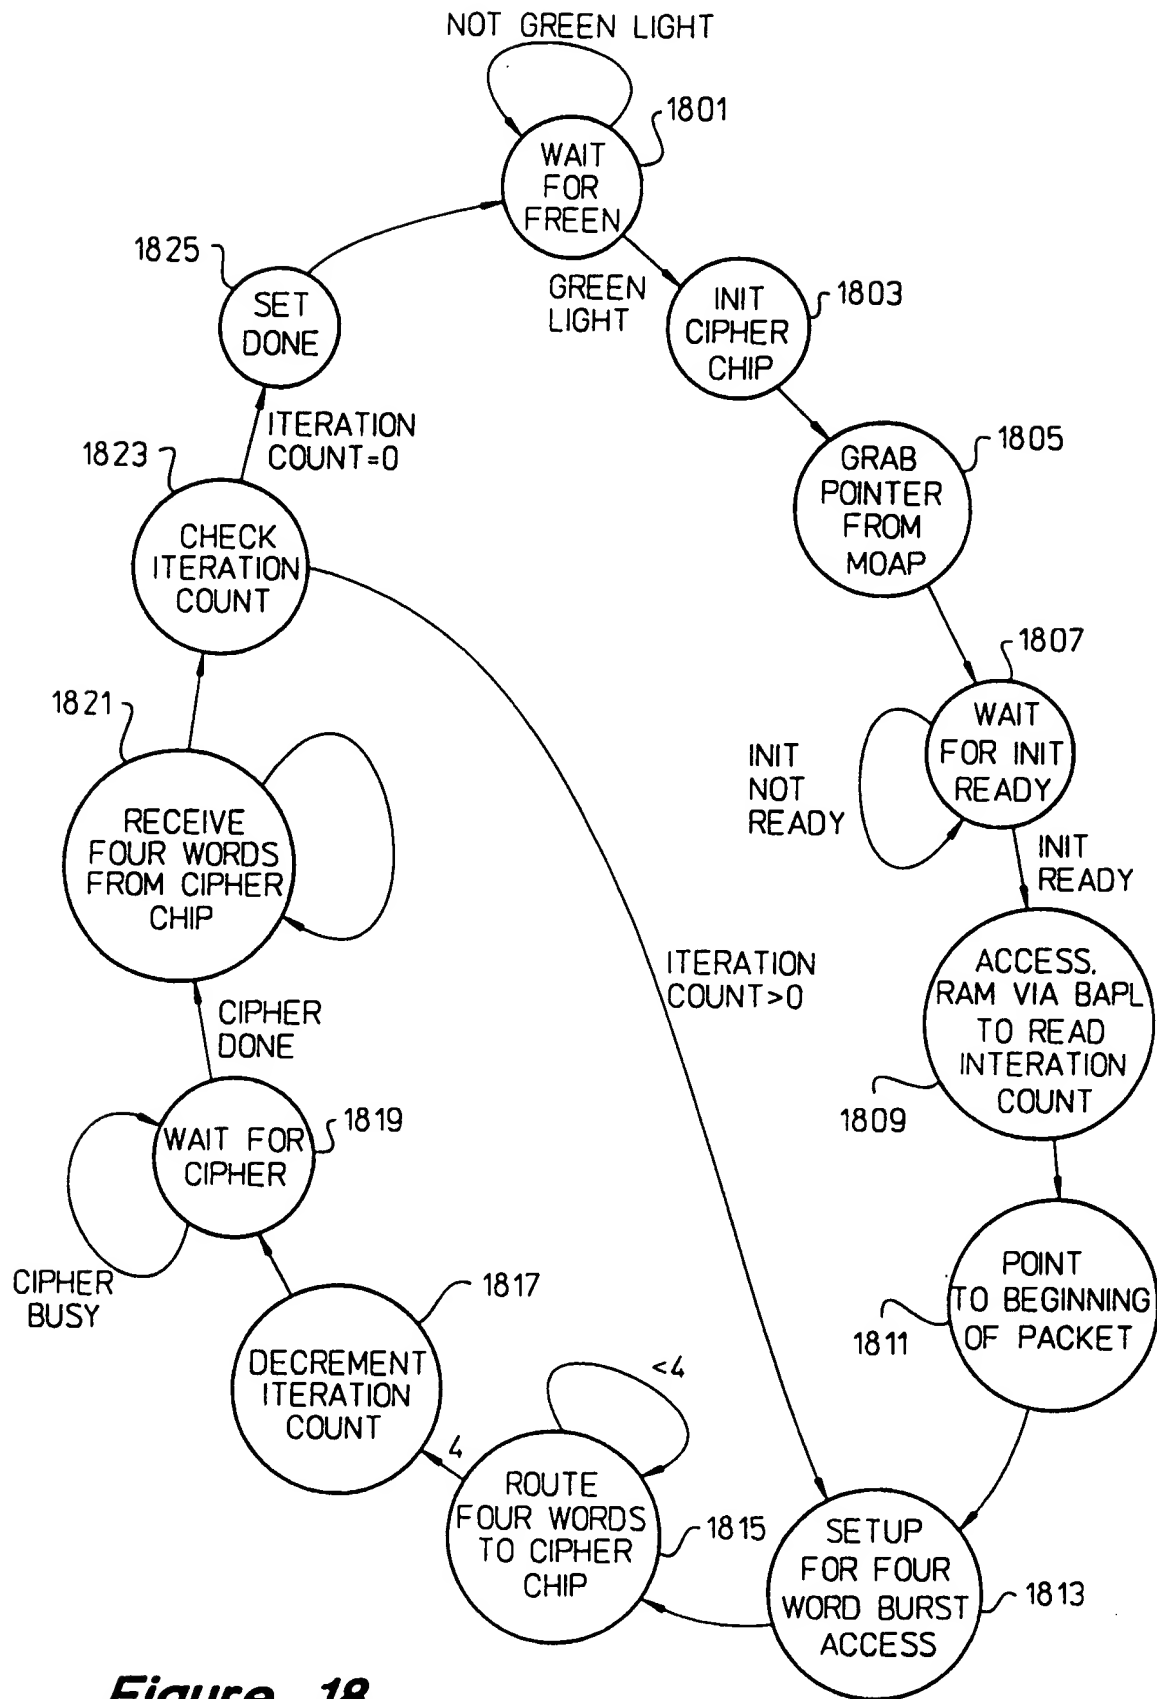 NOT GREEN LIGHT
1801
WAIT
FOR
FREEN
GREEN
LIGHT
1803
INIT
CIPHER
CHIP
1805
GRAB
POINTER
FROM
MOAP
1807
WAIT
FOR INIT
READY
INIT
NOT
READY
INIT
READY
ACCESS.
RAM VIA BAPL
TO READ
INTERATION
COUNT
1809
POINT
TO BEGINNING
OF PACKET
1811
SETUP
FOR FOUR
WORD BURST
ACCESS
1813
ROUTE
FOUR WORDS
TO CIPHER
CHIP
1815
<4
4
DECREMENT
ITERATION
COUNT
1817
WAIT FOR
CIPHER
1819
CIPHER
BUSY
CIPHER
DONE
RECEIVE
FOUR WORDS
FROM CIPHER
CHIP
1821
CHECK
ITERATION
COUNT
1823
ITERATION
COUNT>0
ITERATION
COUNT=0
SET
DONE
1825
Figure 18